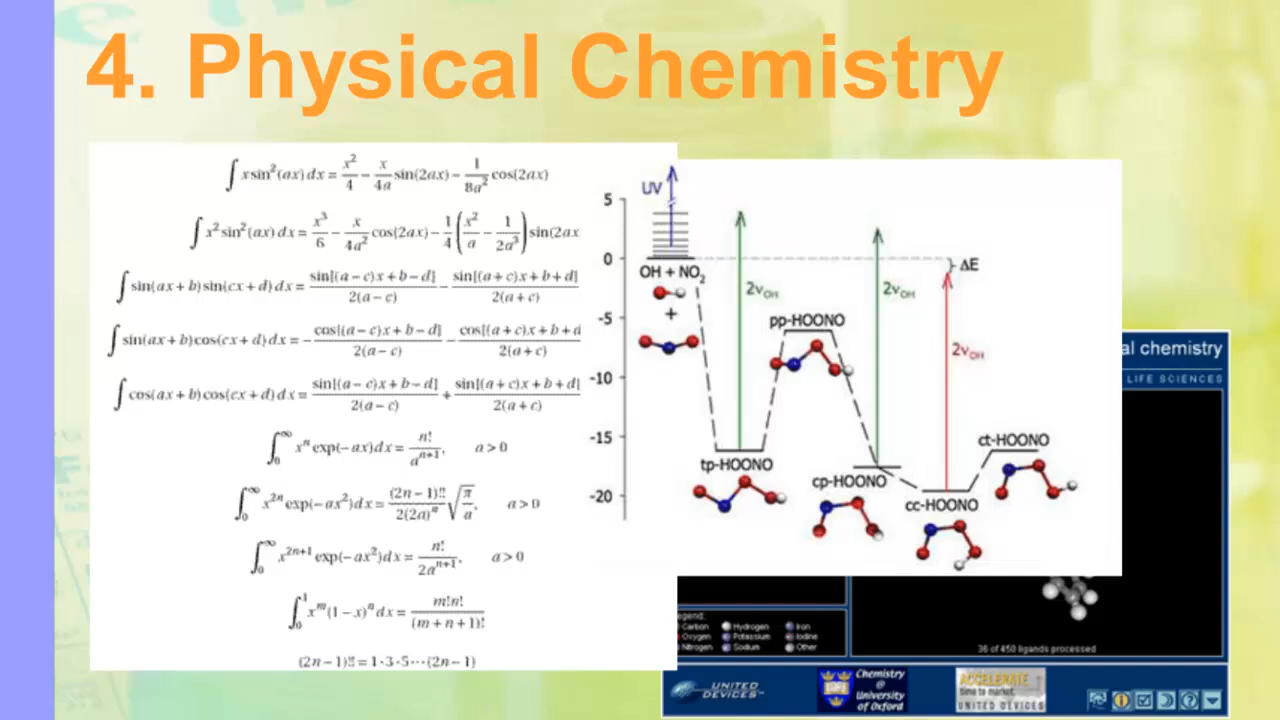 4. Physical Chemistry
∫ x sin²(ax) dx = x²/4 − x/4a sin(2ax) − 1/8a² cos(2ax)
∫ x² sin²(ax) dx = x³/6 − x/4a² cos(2ax) − 1/4 (x²/a − 1/2a³) sin(2ax
∫ sin(ax + b) sin(cx + d) dx = sin[(a − c)x + b − d]/2(a − c) − sin[(a + c)x + b + d]/2(a + c)
∫ sin(ax + b) cos(cx + d) dx = − cos[(a − c)x + b − d]/2(a − c) − cos[(a + c)x + b + d/2(a + c)
∫ cos(ax + b) cos(cx + d) dx = sin[(a − c)x + b − d]/2(a − c) + sin[(a + c)x + b + d]/2(a + c)
∫₀^∞ xⁿ exp(−ax) dx = n!/aⁿ⁺¹, a > 0
∫₀^∞ x²ⁿ exp(−ax²) dx = (2n − 1)!!/2(2a)ⁿ √(π/a), a > 0
∫₀^∞ x²ⁿ⁺¹ exp(−ax²) dx = n!/2aⁿ⁺¹, a > 0
∫₀¹ xᵐ(1 − x)ⁿ dx = m!n!/(m + n + 1)!
(2n − 1)!! = 1·3·5···(2n − 1)
UV
5
0
-5
-10
-15
-20
OH + NO₂
+
ΔE
2νOH
2νOH
2νOH
pp-HOONO
tp-HOONO
cp-HOONO
cc-HOONO
ct-HOONO
al chemistry
LIFE SCIENCES
egend:
Carbon Hydrogen Iron
Oxygen Potassium Iodine
Nitrogen Sodium Other
36 of 450 ligands processed
UNITED DEVICES
Chemistry @ University of Oxford
ACCELERATE
time to market.
UNITED DEVICES